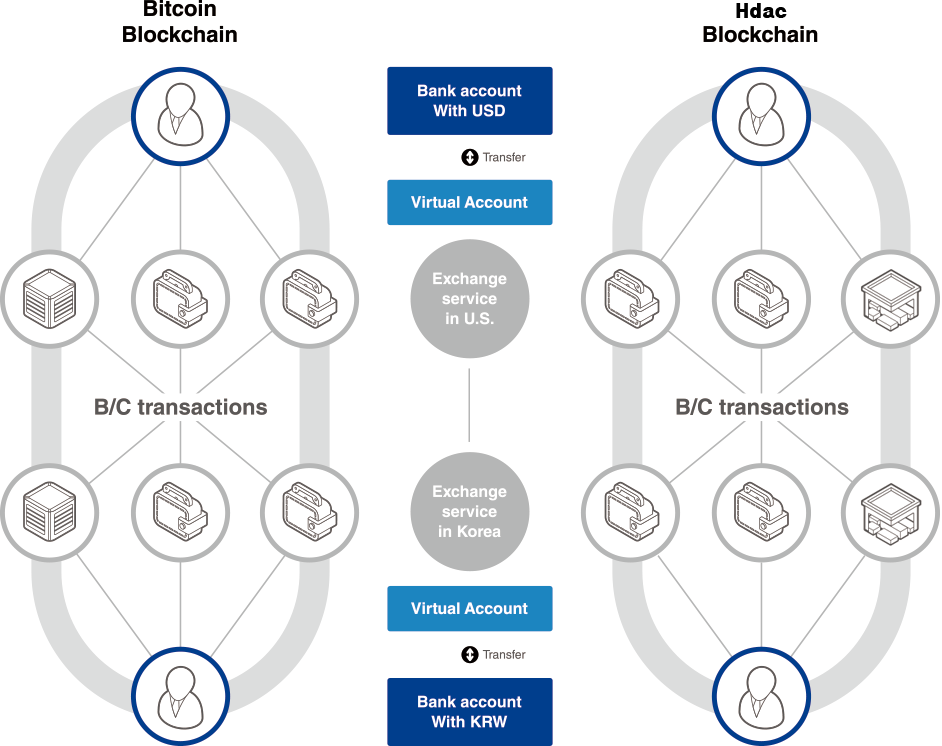 Bitcoin
Blockchain
B/C transactions
Bank account
With USD
Transfer
Virtual Account
Exchange
service
in U.S.
Exchange
service
in Korea
Virtual Account
Transfer
Bank account
With KRW
Hdac
Blockchain
B/C transactions